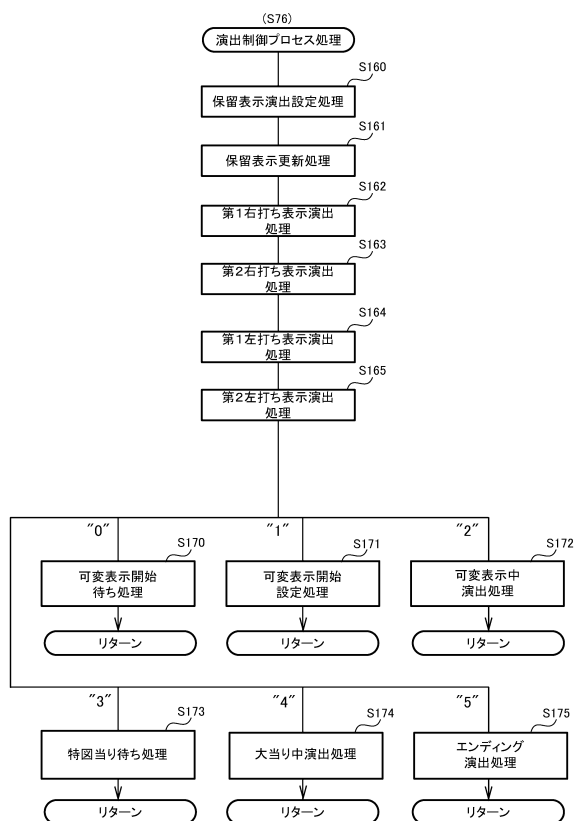 (S76)
演出制御プロセス処理
S160
保留表示演出設定処理
S161
保留表示更新処理
S162
第1右打ち表示演出
処理
S163
第2右打ち表示演出
処理
S164
第1左打ち表示演出
処理
S165
第2左打ち表示演出
処理
"0"
"1"
"2"
S170
S171
S172
可変表示開始
待ち処理
可変表示開始
設定処理
可変表示中
演出処理
リターン
リターン
リターン
"3"
"4"
"5"
S173
S174
S175
特図当り待ち処理
大当り中演出処理
エンディング
演出処理
リターン
リターン
リターン